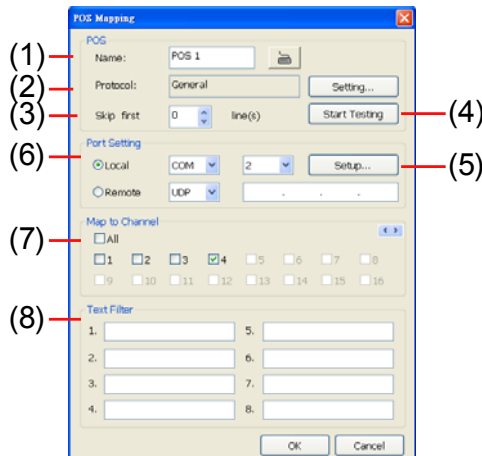 POS Mapping
POS
(1) Name: POS 1
(2) Protocol: General Setting...
(3) Skip first 0 line(s) Start Testing (4)
Port Setting
(6) Local COM 2 Setup... (5)
Remote UDP . . .
Map to Channel
(7) All
1 2 3 4 5 6 7 8
9 10 11 12 13 14 15 16
Text Filter
(8)
1. 5.
2. 6.
3. 7.
4. 8.
OK Cancel